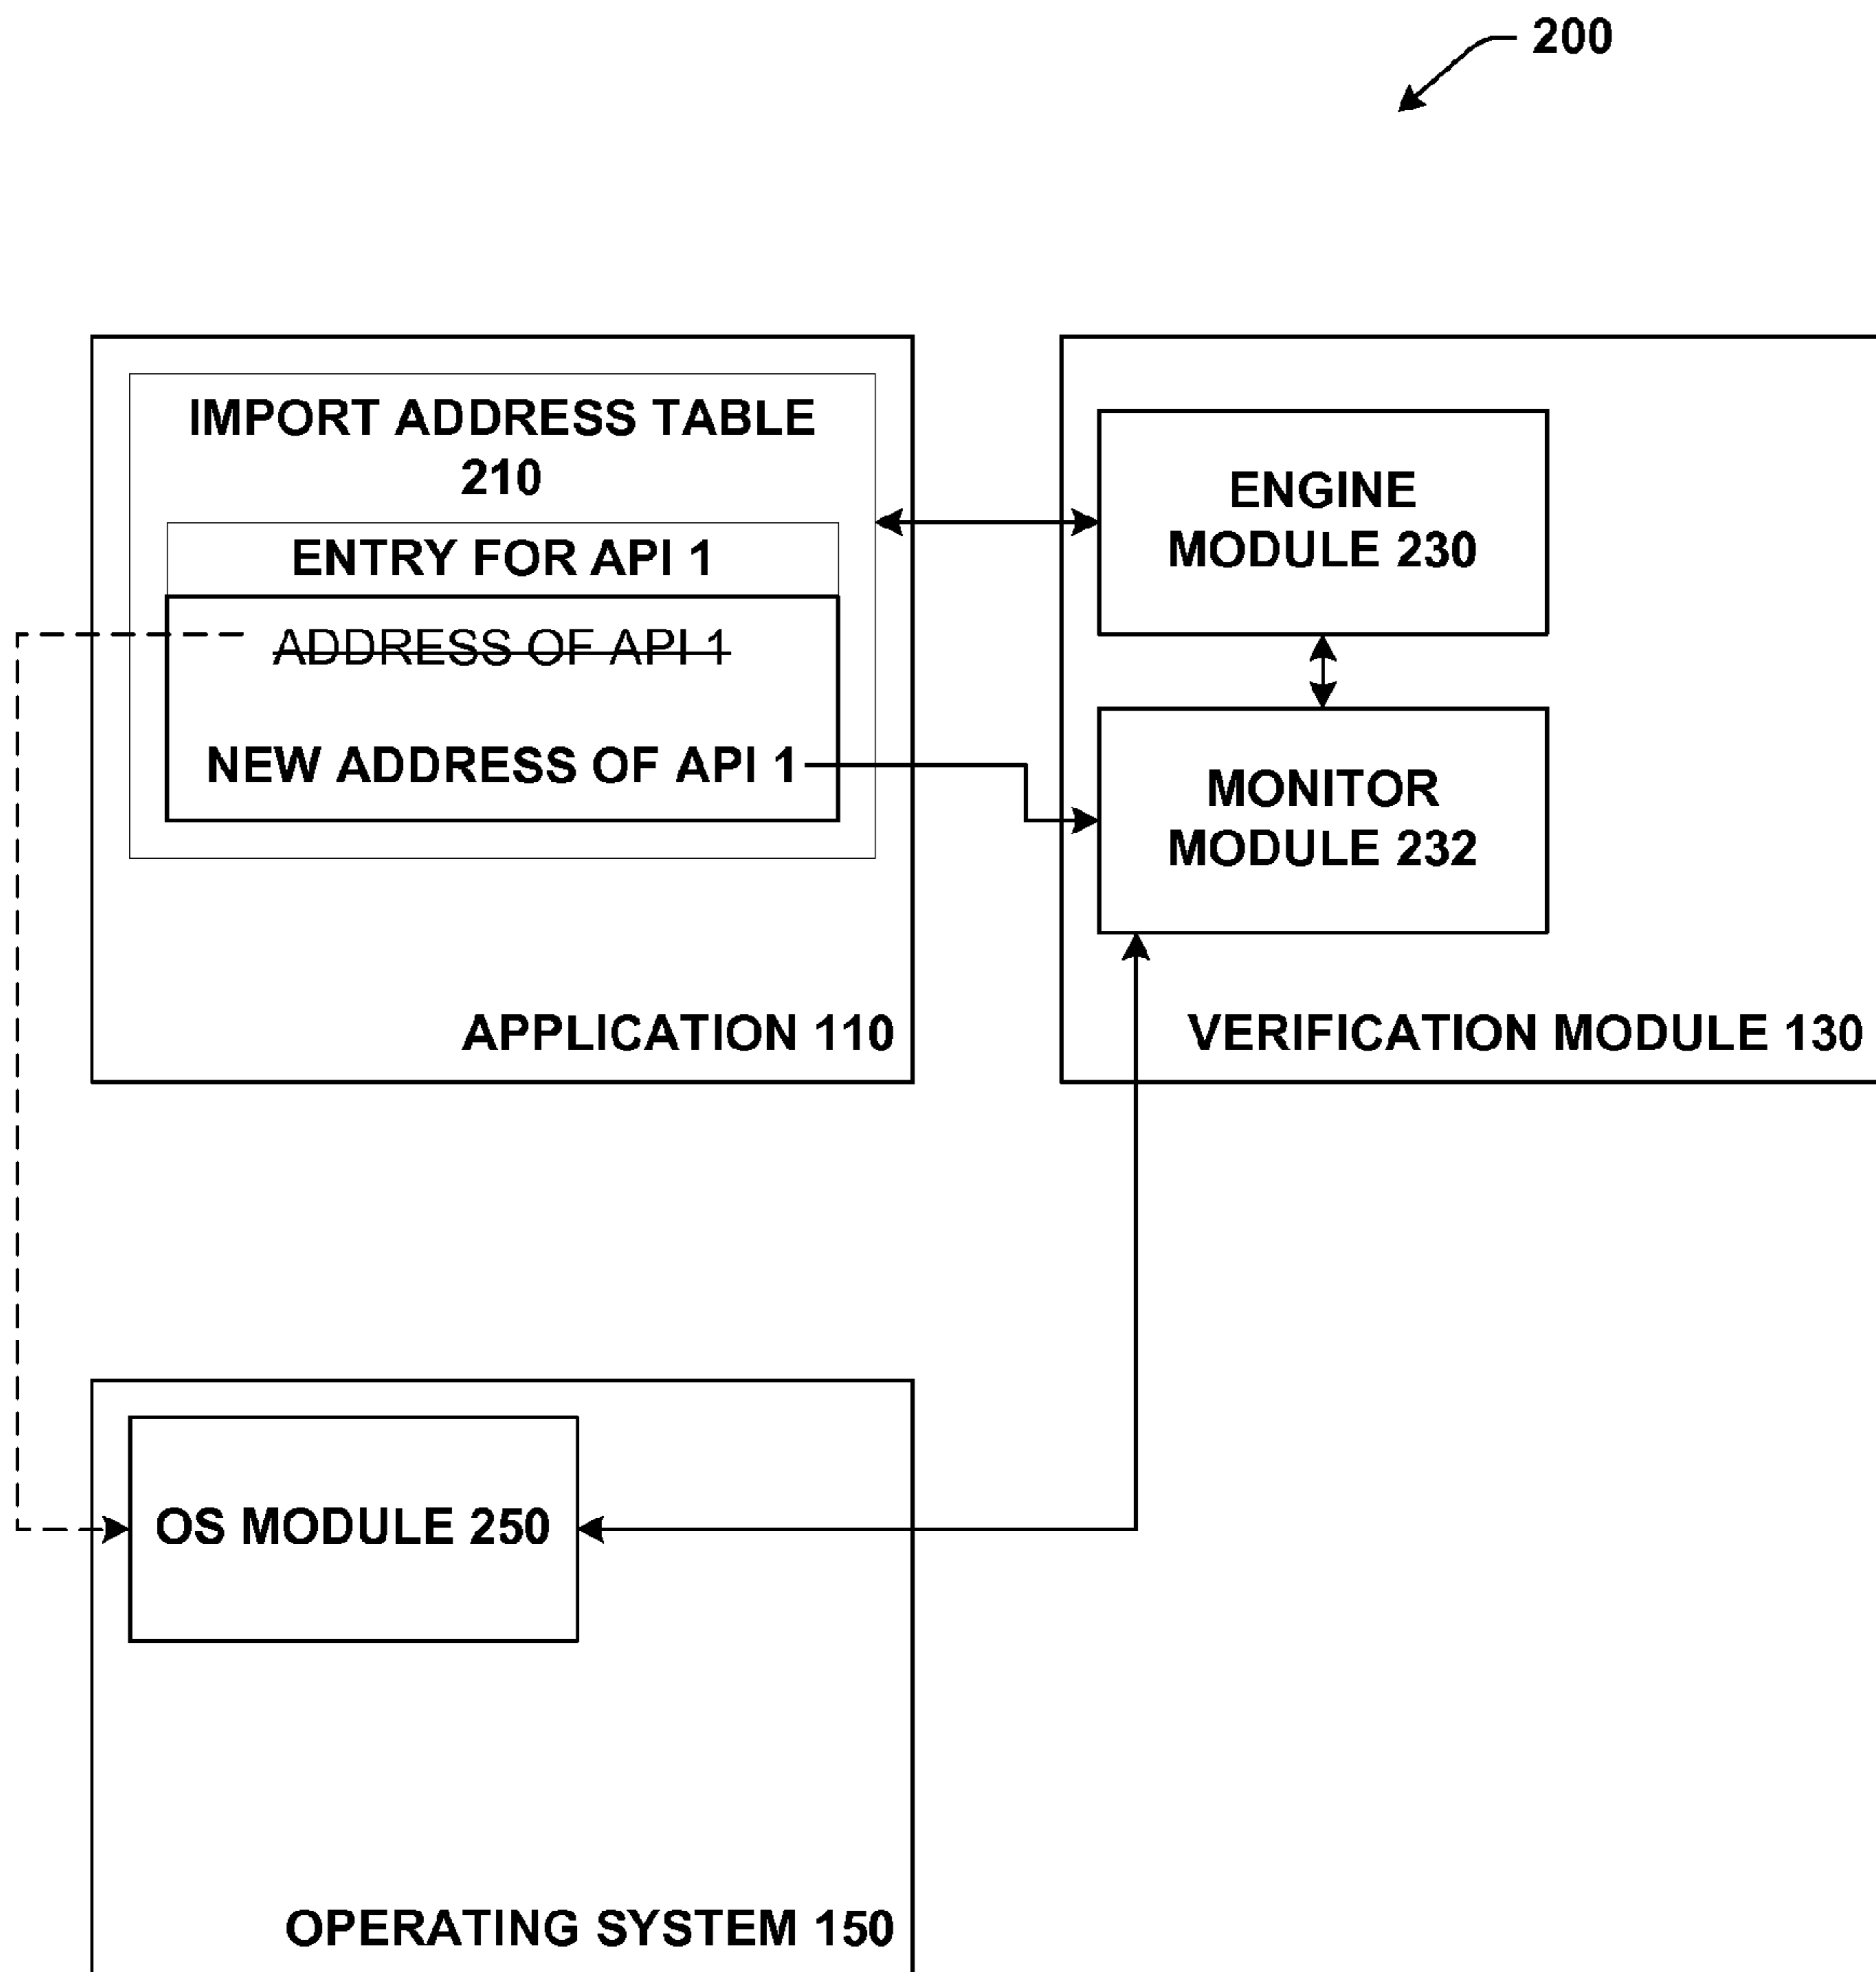 200
IMPORT ADDRESS TABLE
210
ENTRY FOR API 1
ADDRESS OF API 1
NEW ADDRESS OF API 1
APPLICATION 110
ENGINE
MODULE 230
MONITOR
MODULE 232
VERIFICATION MODULE 130
OS MODULE 250
OPERATING SYSTEM 150